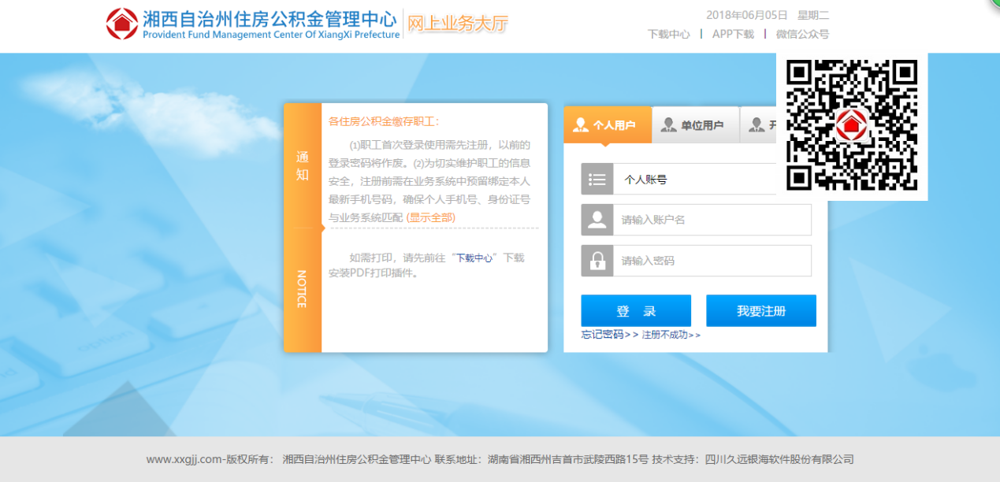 湘西自治州住房公积金管理中心
Provident Fund Management Center Of XiangXi Prefecture
网上业务大厅
2018年06月05日 星期二
下载中心 | APP下载 | 微信公众号
通知
NOTICE
各住房公积金缴存职工：
⑴职工首次登录使用需先注册，以前的
登录密码将作废。⑵为切实维护职工的信息
安全，注册前需在业务系统中预留绑定本人
最新手机号码，确保个人手机号、身份证号
与业务系统匹配 (显示全部)
如需打印，请先前往“下载中心”下载
安装PDF打印插件。
个人用户
单位用户
个人账号
请输入账户名
请输入密码
登 录
我要注册
忘记密码>> 注册不成功>>
www.xxgjj.com-版权所有： 湘西自治州住房公积金管理中心 联系地址：湖南省湘西州吉首市武陵西路15号 技术支持：四川久远银海软件股份有限公司